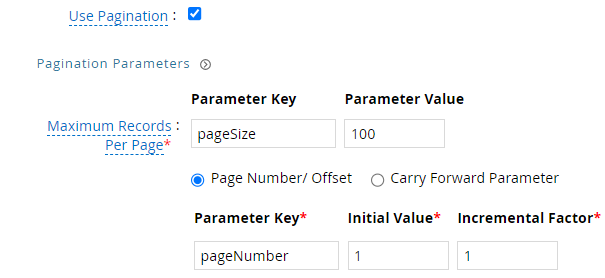 Use Pagination :
Pagination Parameters
Parameter Key Parameter Value
Maximum Records :
Per Page*
pageSize 100
Page Number/ Offset Carry Forward Parameter
Parameter Key* Initial Value* Incremental Factor*
pageNumber 1 1